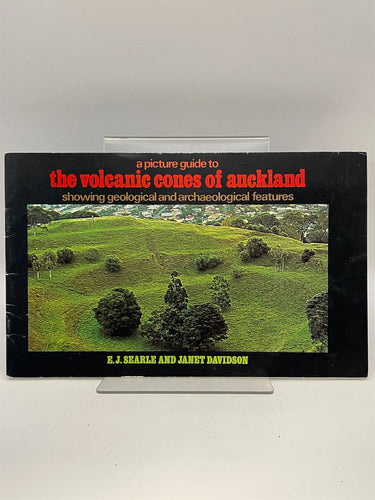 a picture guide to
the volcanic cones of auckland
showing geological and archaeological features
E. J. SEARLE AND JANET DAVIDSON